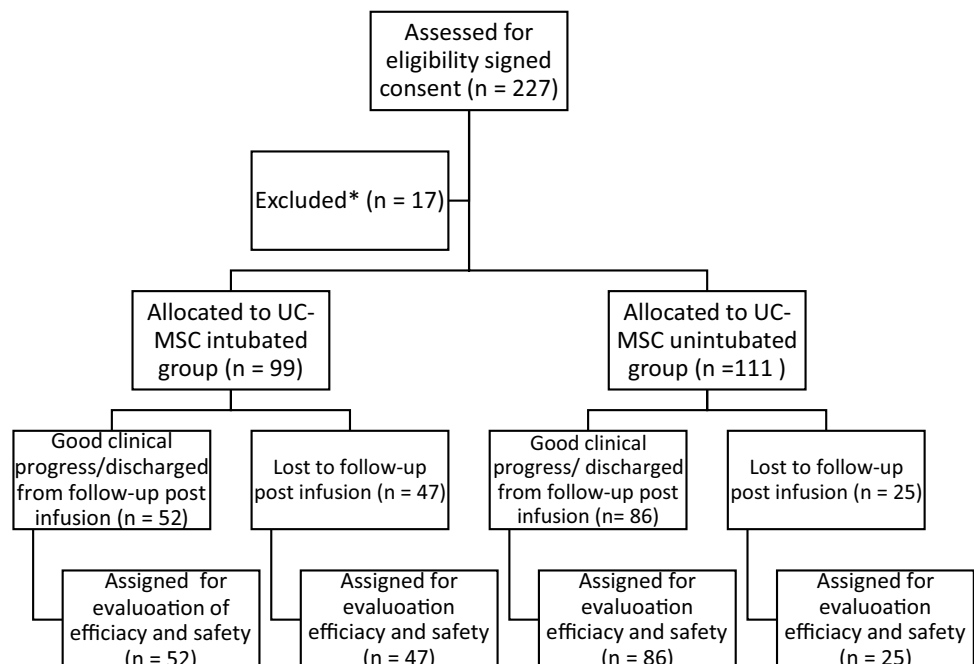 Assessed for
eligibility signed
consent (n = 227)
Excluded* (n = 17)
Allocated to UC-
MSC intubated
group (n = 99)
Allocated to UC-
MSC unintubated
group (n =111 )
Good clinical
progress/discharged
from follow-up post
infusion (n = 52)
Lost to follow-up
post infusion (n = 47)
Good clinical
progress/ discharged
from follow-up post
infusion (n= 86)
Lost to follow-up
post infusion (n = 25)
Assigned for
evaluoation of
efficiacy and safety
(n = 52)
Assigned for
evaluoation
efficiacy and safety
(n = 47)
Assigned for
evaluoation
efficiacy and safety
(n = 86)
Assigned for
evaluoation
efficiacy and safety
(n = 25)